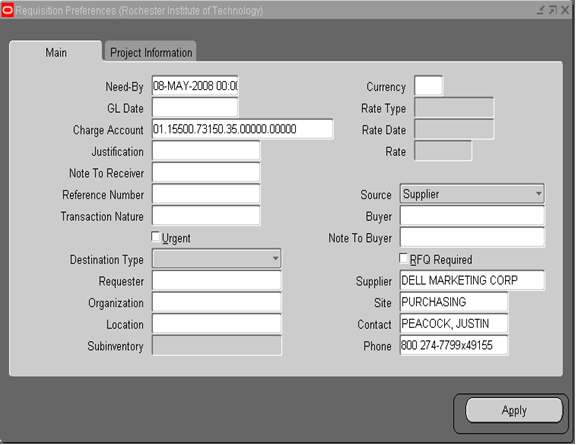 Requisition Preferences (Rochester Institute of Technology)
Main
Project Information
Need-By 08-MAY-2008 00:0
GL Date
Charge Account 01.15500.73150.35.00000.00000
Justification
Note To Receiver
Reference Number
Transaction Nature
Urgent
Destination Type
Requester
Organization
Location
Subinventory
Currency
Rate Type
Rate Date
Rate
Source Supplier
Buyer
Note To Buyer
RFQ Required
Supplier DELL MARKETING CORP
Site PURCHASING
Contact PEACOCK, JUSTIN
Phone 800 274-7799x49155
Apply